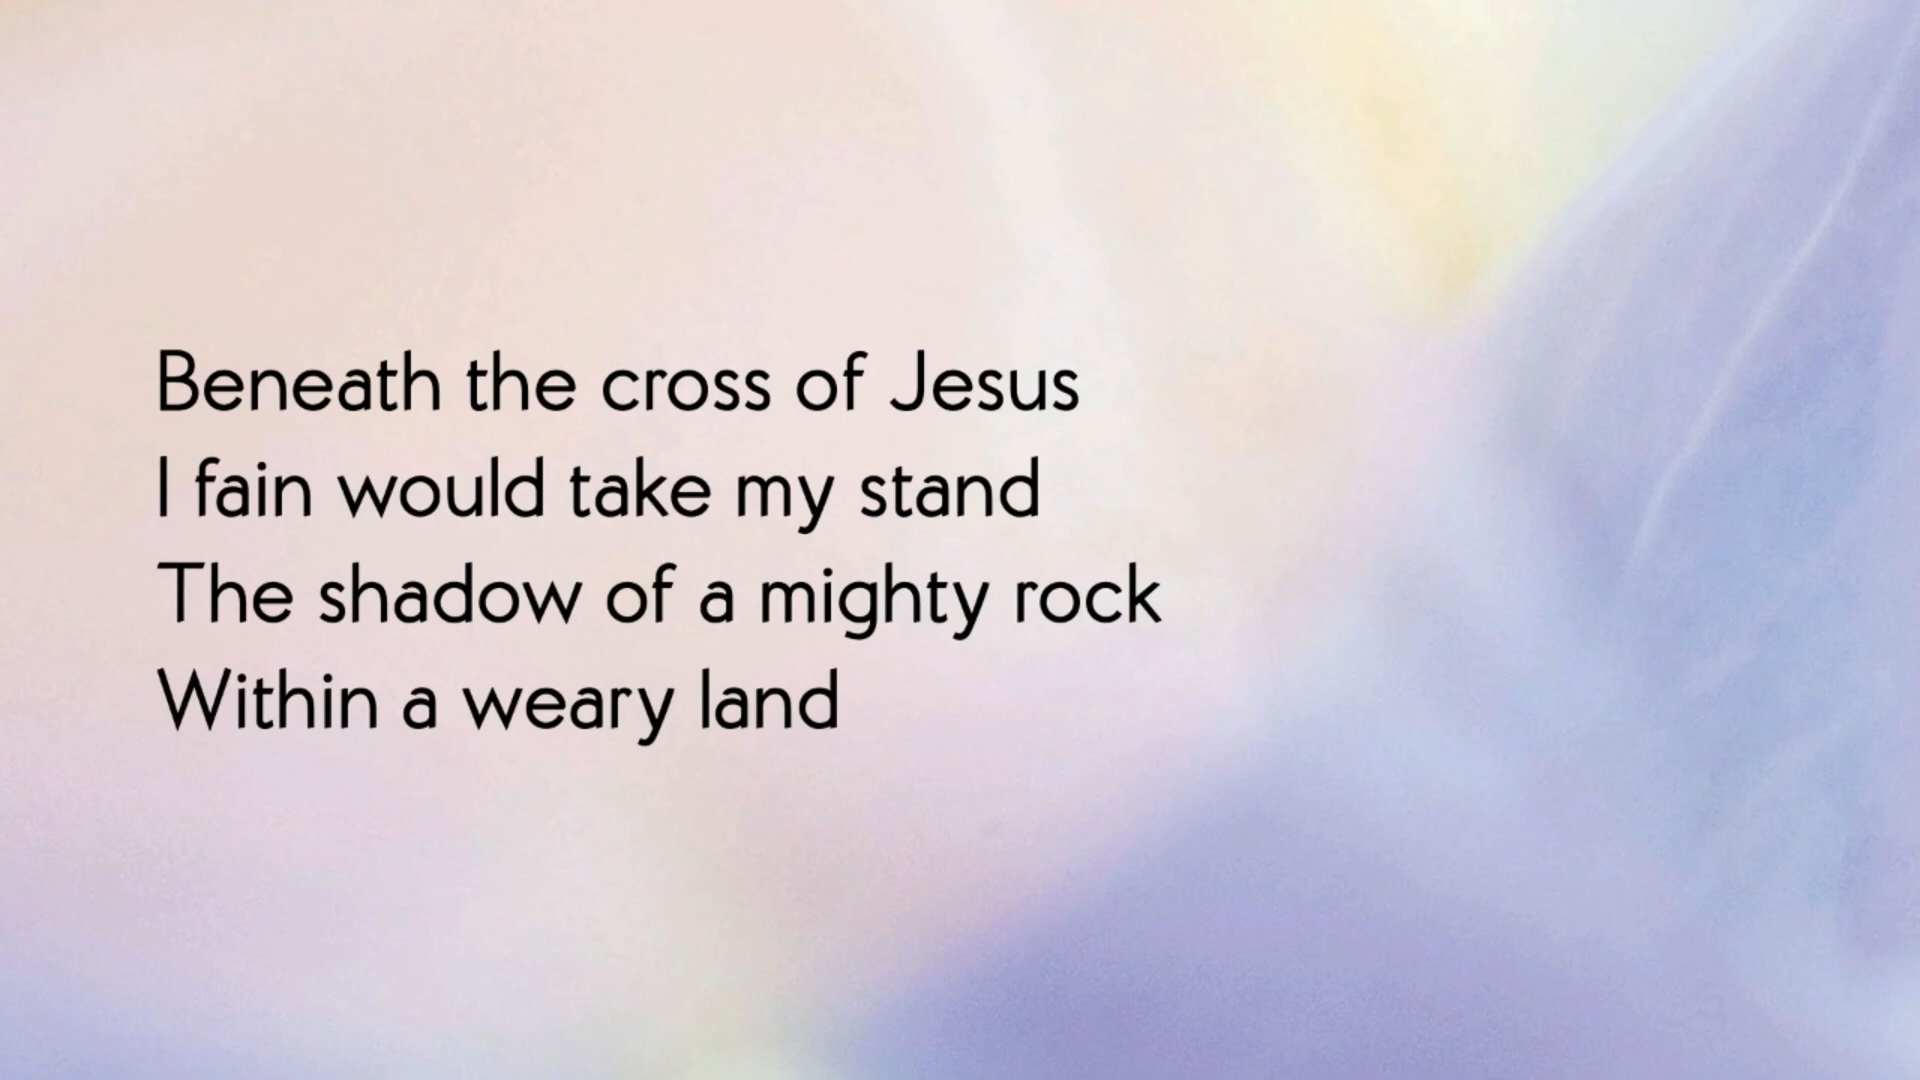 Beneath the cross of Jesus
I fain would take my stand
The shadow of a mighty rock
Within a weary land